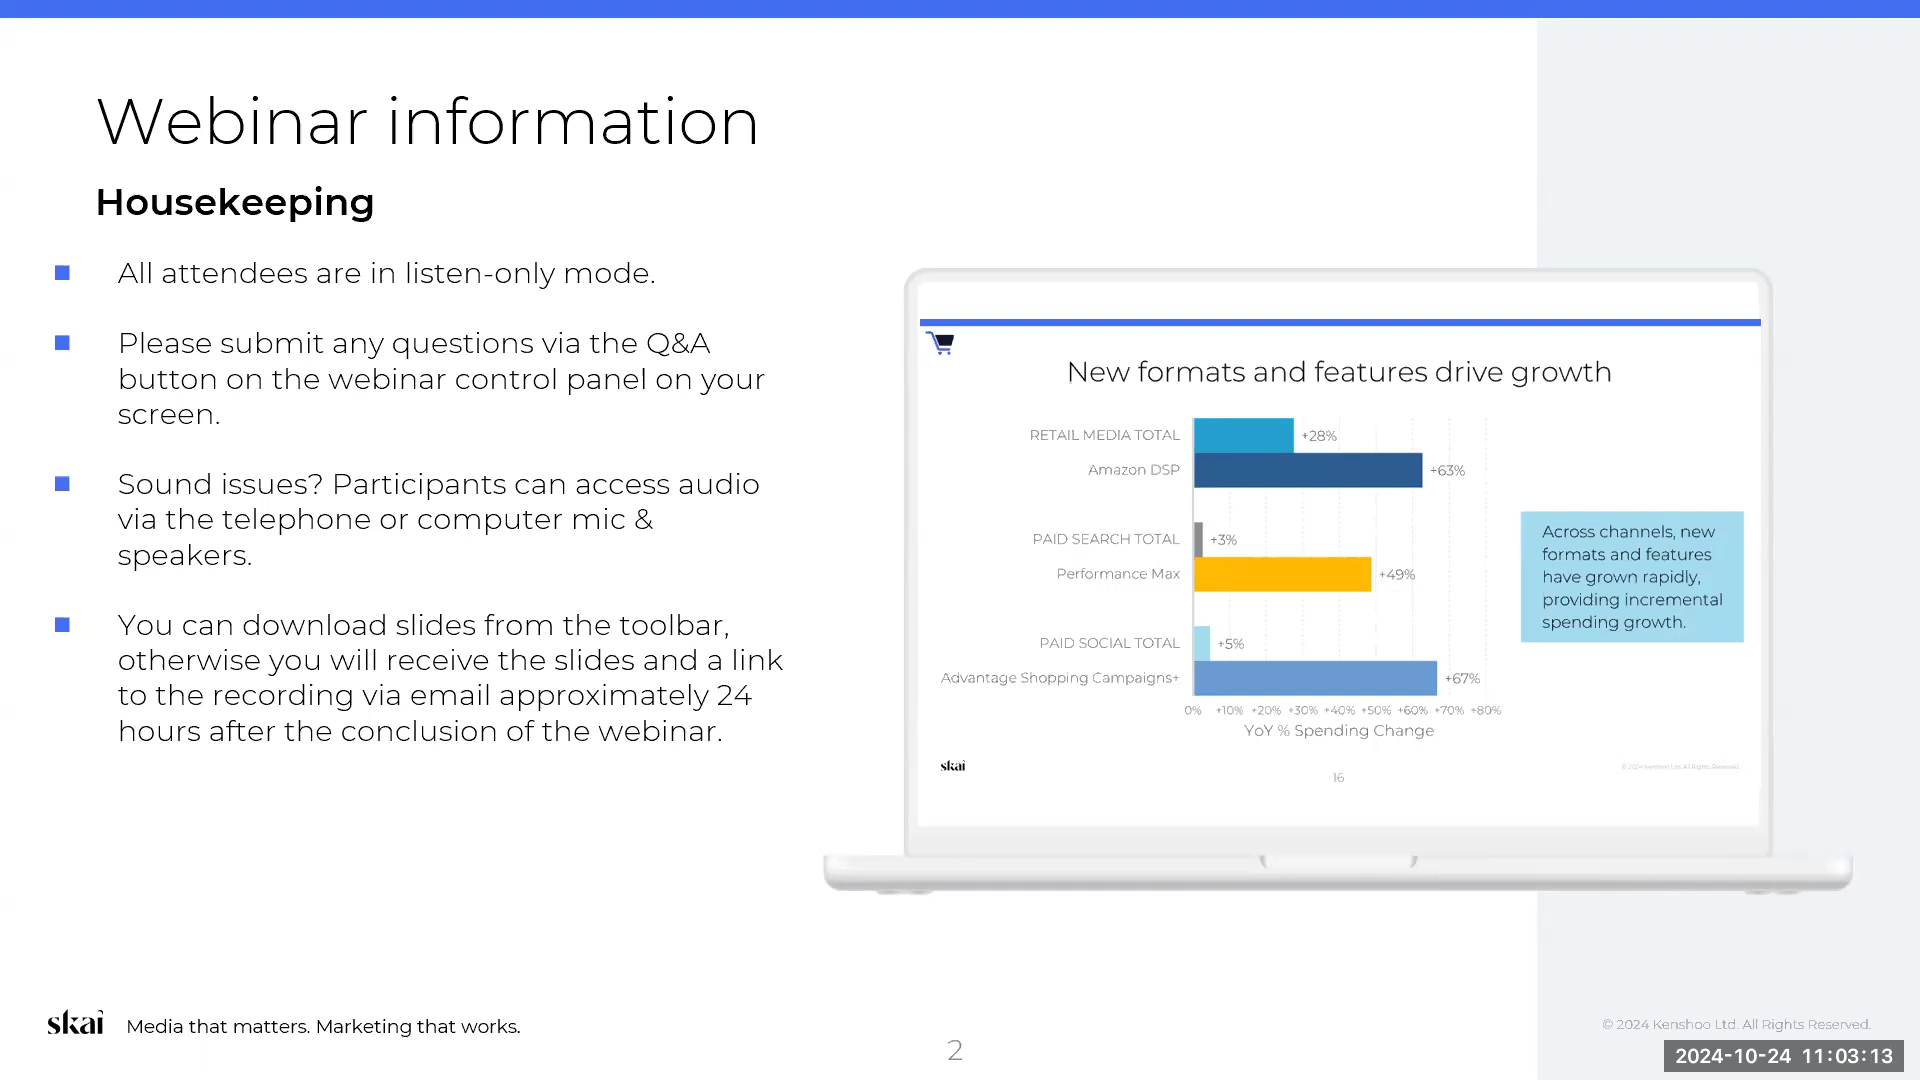 Webinar information
Housekeeping
All attendees are in listen-only mode.
Please submit any questions via the Q&A
button on the webinar control panel on your
screen.
Sound issues? Participants can access audio
via the telephone or computer mic &
speakers.
You can download slides from the toolbar,
otherwise you will receive the slides and a link
to the recording via email approximately 24
hours after the conclusion of the webinar.
New formats and features drive growth
RETAIL MEDIA TOTAL +28%
Amazon DSP +63%
PAID SEARCH TOTAL +3%
Performance Max +49%
PAID SOCIAL TOTAL +5%
Advantage Shopping Campaigns+ +67%
0% +10% +20% +30% +40% +50% +60% +70% +80%
YoY % Spending Change
Across channels, new
formats and features
have grown rapidly,
providing incremental
spending growth.
skai
© 2024 Kenshoo Ltd. All Rights Reserved.
16
skai Media that matters. Marketing that works.
2
© 2024 Kenshoo Ltd. All Rights Reserved.
2024-10-24 11:03:13